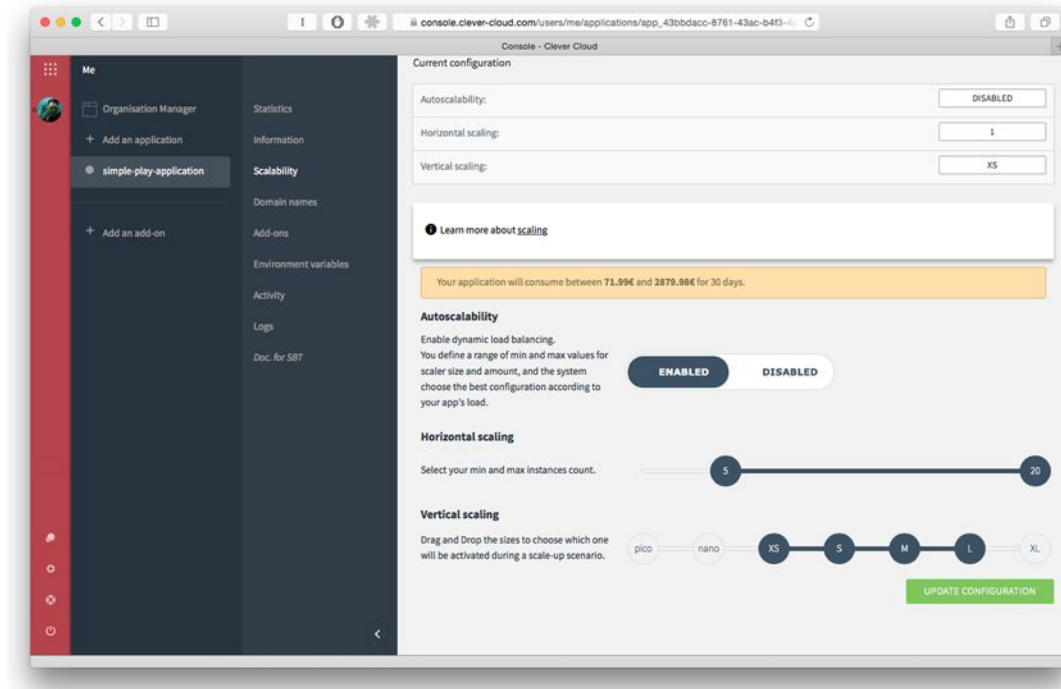 console.clever-cloud.com/users/me/applications/app_43bbdacc-8761-43ac-b4f3-
Console - Clever Cloud
Me
Organisation Manager
+ Add an application
simple-play-application
+ Add an add-on
Statistics
Information
Scalability
Domain names
Add-ons
Environment variables
Activity
Logs
Doc. for SBT
Current configuration
Autoscalability: DISABLED
Horizontal scaling: 1
Vertical scaling: XS
Learn more about scaling
Your application will consume between 71.99€ and 2879.98€ for 30 days.
Autoscalability
Enable dynamic load balancing.
You define a range of min and max values for
scaler size and amount, and the system
choose the best configuration according to
your app's load.
ENABLED DISABLED
Horizontal scaling
Select your min and max instances count.
5 20
Vertical scaling
Drag and Drop the sizes to choose which one
will be activated during a scale-up scenario.
pico nano XS S M L XL
UPDATE CONFIGURATION